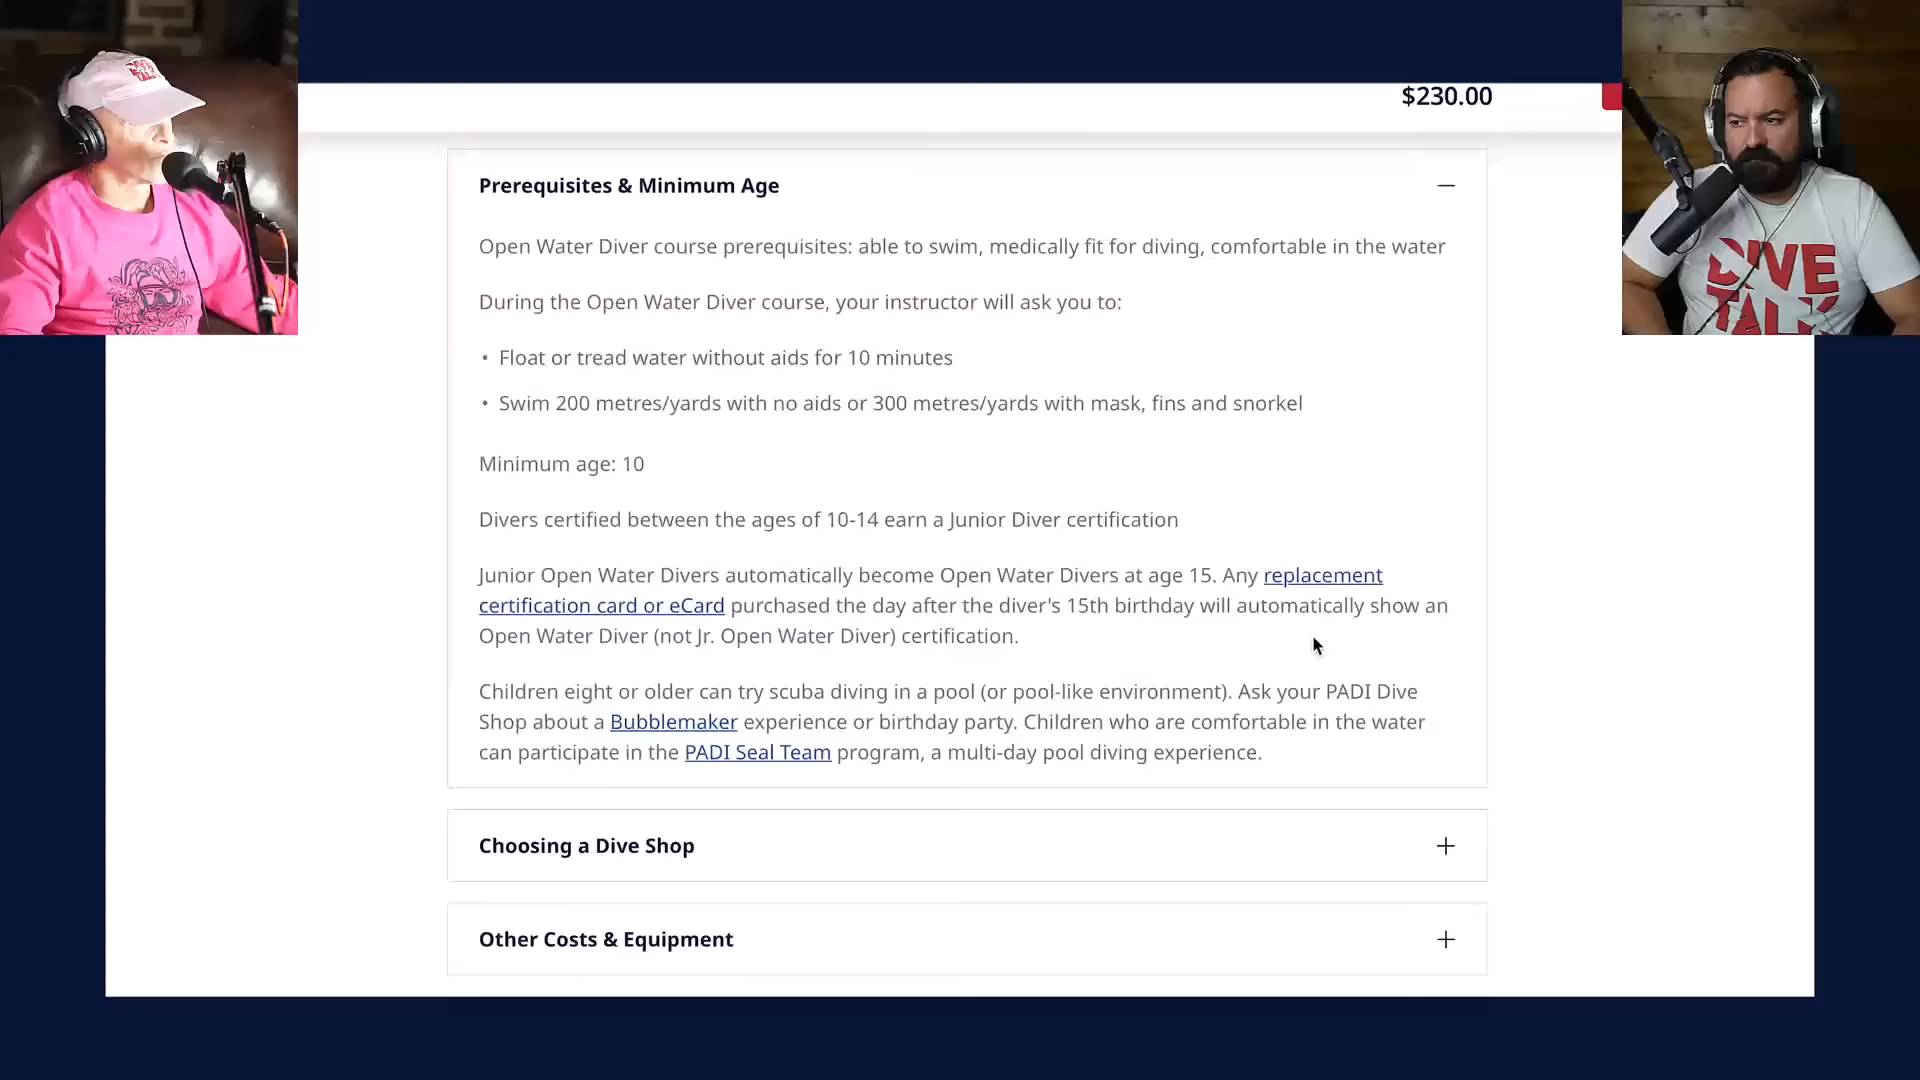 $230.00
Prerequisites & Minimum Age
Open Water Diver course prerequisites: able to swim, medically fit for diving, comfortable in the water
During the Open Water Diver course, your instructor will ask you to:
• Float or tread water without aids for 10 minutes
• Swim 200 metres/yards with no aids or 300 metres/yards with mask, fins and snorkel
Minimum age: 10
Divers certified between the ages of 10-14 earn a Junior Diver certification
Junior Open Water Divers automatically become Open Water Divers at age 15. Any replacement
certification card or eCard purchased the day after the diver's 15th birthday will automatically show an
Open Water Diver (not Jr. Open Water Diver) certification.
Children eight or older can try scuba diving in a pool (or pool-like environment). Ask your PADI Dive
Shop about a Bubblemaker experience or birthday party. Children who are comfortable in the water
can participate in the PADI Seal Team program, a multi-day pool diving experience.
Choosing a Dive Shop
Other Costs & Equipment
DIVE
TALK
DIVE
TALK